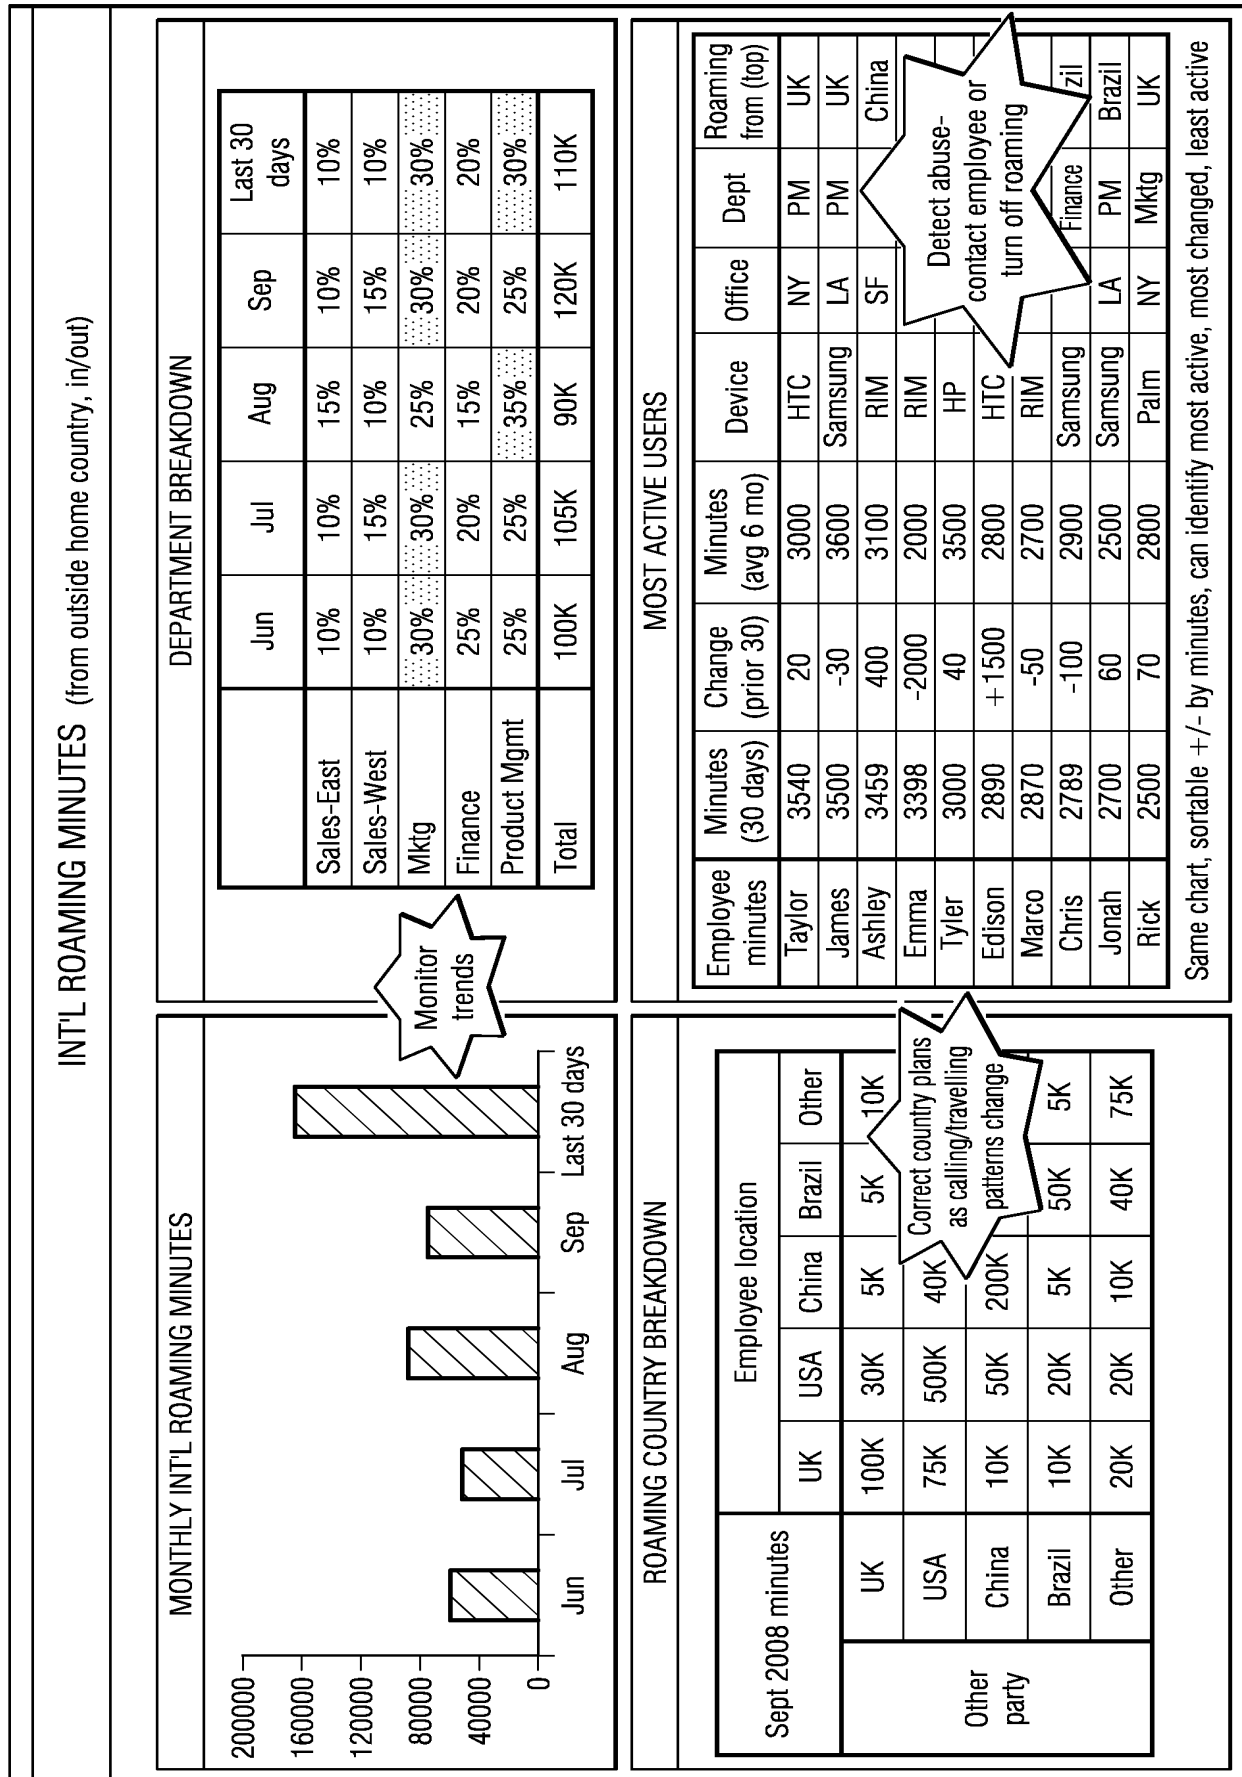 INT'L ROAMING MINUTES (from outside home country, in/out)
MONTHLY INT'L ROAMING MINUTES
200000
160000
120000
80000
40000
0
Jun Jul Aug Sep Last 30 days
Monitor
trends
DEPARTMENT BREAKDOWN
Jun Jul Aug Sep Last 30 days
Sales-East 10% 10% 15% 10% 10%
Sales-West 10% 15% 10% 15% 10%
Mktg 30% 30% 25% 30% 30%
Finance 25% 20% 15% 20% 20%
Product Mgmt 25% 25% 35% 25% 30%
Total 100K 105K 90K 120K 110K
ROAMING COUNTRY BREAKDOWN
Sept 2008 minutes Employee location
UK USA China Brazil Other
Other party
UK 100K 30K 5K 5K 10K
USA 75K 500K 40K
China 10K 50K 200K
Brazil 10K 20K 5K 50K 5K
Other 20K 20K 10K 40K 75K
Correct country plans
as calling/travelling
patterns change
MOST ACTIVE USERS
Employee minutes Minutes (30 days) Change (prior 30) Minutes (avg 6 mo) Device Office Dept Roaming from (top)
Taylor 3540 20 3000 HTC NY PM UK
James 3500 -30 3600 Samsung LA PM UK
Ashley 3459 400 3100 RIM SF China
Emma 3398 -2000 2000 RIM
Tyler 3000 40 3500 HP
Edison 2890 +1500 2800 HTC
Marco 2870 -50 2700 RIM
Chris 2789 -100 2900 Samsung Finance zil
Jonah 2700 60 2500 Samsung LA PM Brazil
Rick 2500 70 2800 Palm NY Mktg UK
Detect abuse-
contact employee or
turn off roaming
Same chart, sortable +/- by minutes, can identify most active, most changed, least active